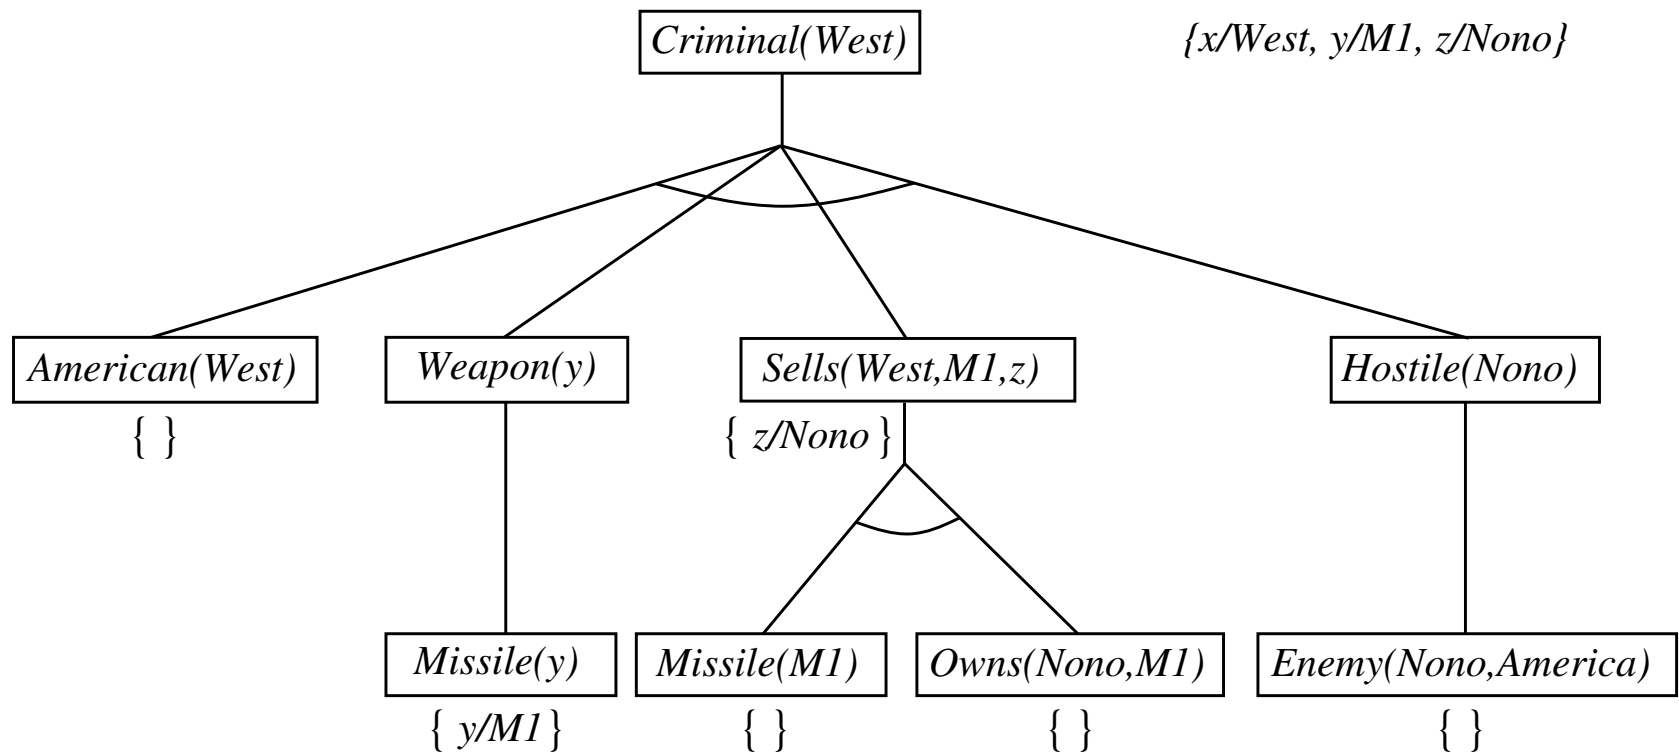 Criminal(West)
{x/West, y/M1, z/Nono}
American(West)
Weapon(y)
Sells(West,M1,z)
Hostile(Nono)
{ }
{ z/Nono }
Missile(y)
Missile(M1)
Owns(Nono,M1)
Enemy(Nono,America)
{ y/M1 }
{ }
{ }
{ }